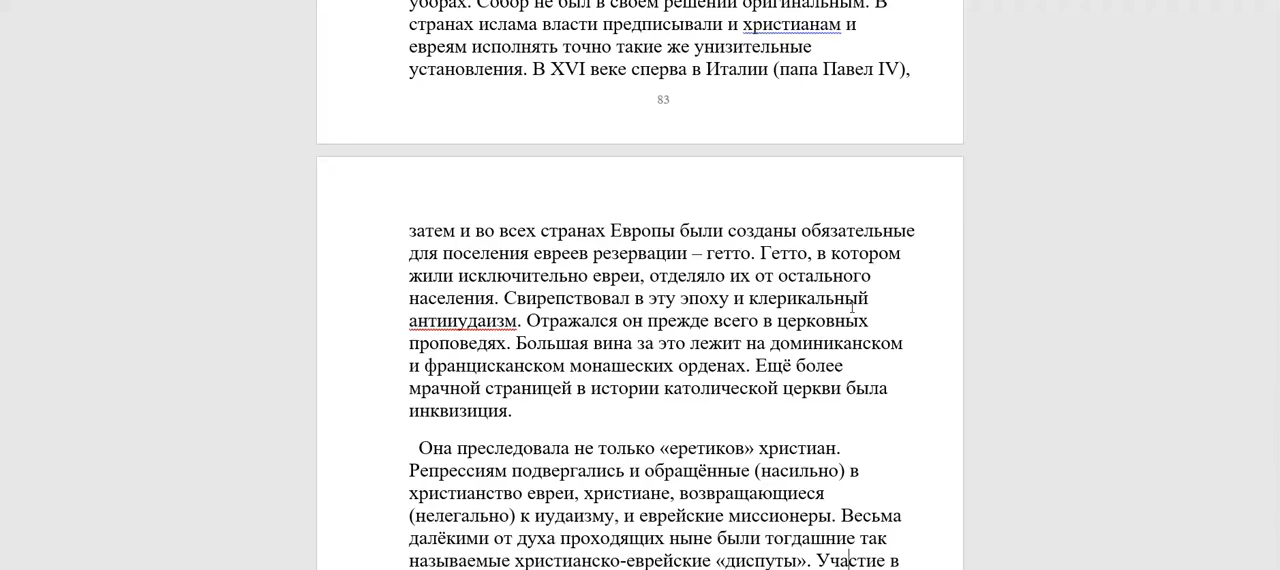 уборах. Собор не был в своем решении оригинальным. В
странах ислама власти предписывали и христианам и
евреям исполнять точно такие же унизительные
установления. В XVI веке сперва в Италии (папа Павел IV),
83
затем и во всех странах Европы были созданы обязательные
для поселения евреев резервации – гетто. Гетто, в котором
жили исключительно евреи, отделяло их от остального
населения. Свирепствовал в эту эпоху и клерикальный
антииудаизм. Отражался он прежде всего в церковных
проповедях. Большая вина за это лежит на доминиканском
и францисканском монашеских орденах. Ещё более
мрачной страницей в истории католической церкви была
инквизиция.
Она преследовала не только «еретиков» христиан.
Репрессиям подвергались и обращённые (насильно) в
христианство евреи, христиане, возвращающиеся
(нелегально) к иудаизму, и еврейские миссионеры. Весьма
далёкими от духа проходящих ныне были тогдашние так
называемые христианско-еврейские «диспуты». Участие в